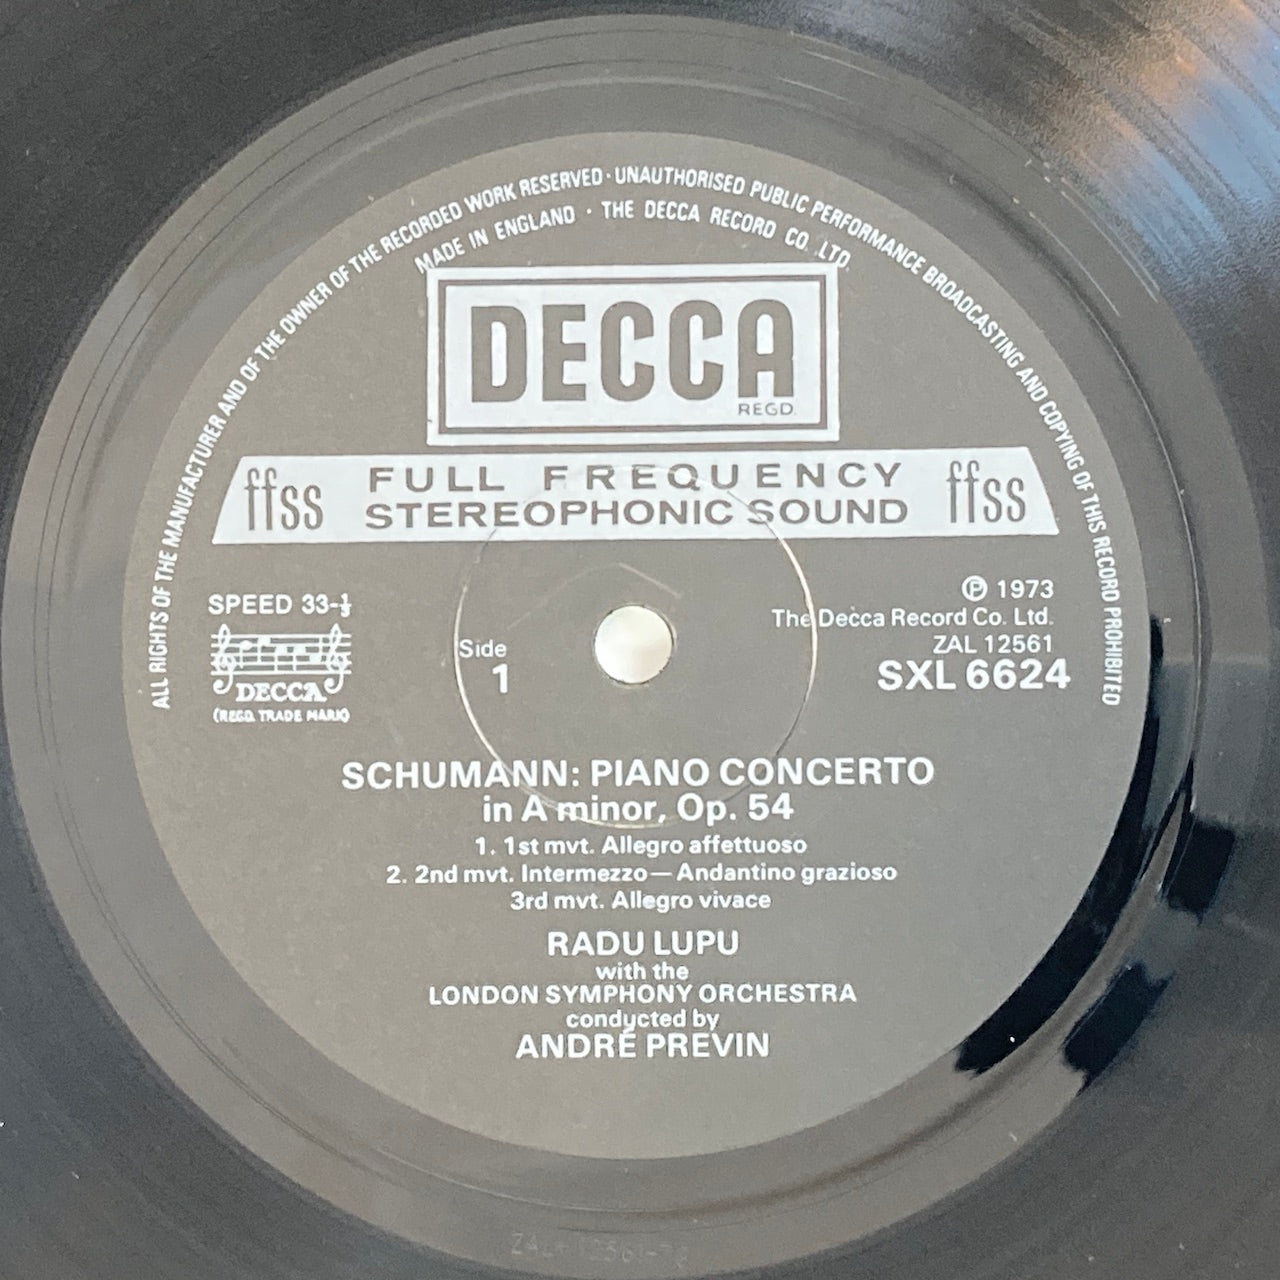 ALL RIGHTS OF THE MANUFACTURER AND OF THE OWNER OF THE RECORDED WORK RESERVED · UNAUTHORISED PUBLIC PERFORMANCE BROADCASTING AND COPYING OF THIS RECORD PROHIBITED
MADE IN ENGLAND · THE DECCA RECORD CO. LTD.
DECCA
REGD.
ffss FULL FREQUENCY ffss
STEREOPHONIC SOUND
SPEED 33-⅓
DECCA
(REGD. TRADE MARK)
Side
1
Ⓟ 1973
The Decca Record Co. Ltd.
ZAL 12561
SXL 6624
SCHUMANN: PIANO CONCERTO
in A minor, Op. 54
1. 1st mvt. Allegro affettuoso
2. 2nd mvt. Intermezzo — Andantino grazioso
3rd mvt. Allegro vivace
RADU LUPU
with the
LONDON SYMPHONY ORCHESTRA
conducted by
ANDRÉ PREVIN